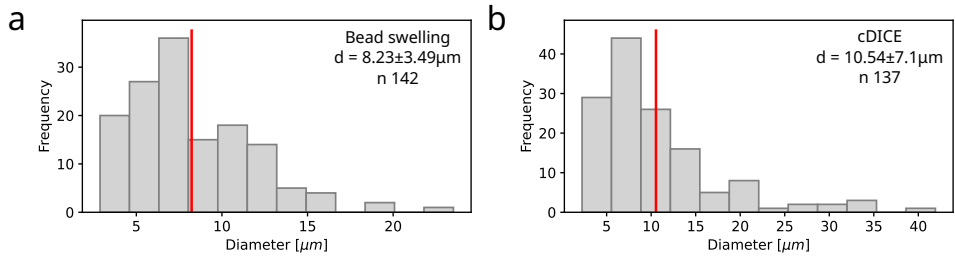 a
Bead swelling
d = 8.23±3.49μm
n 142
Frequency
30
20
10
0
5
10
15
20
Diameter [μm]
b
cDICE
d = 10.54±7.1μm
n 137
Frequency
40
30
20
10
0
5
10
15
20
25
30
35
40
Diameter [μm]